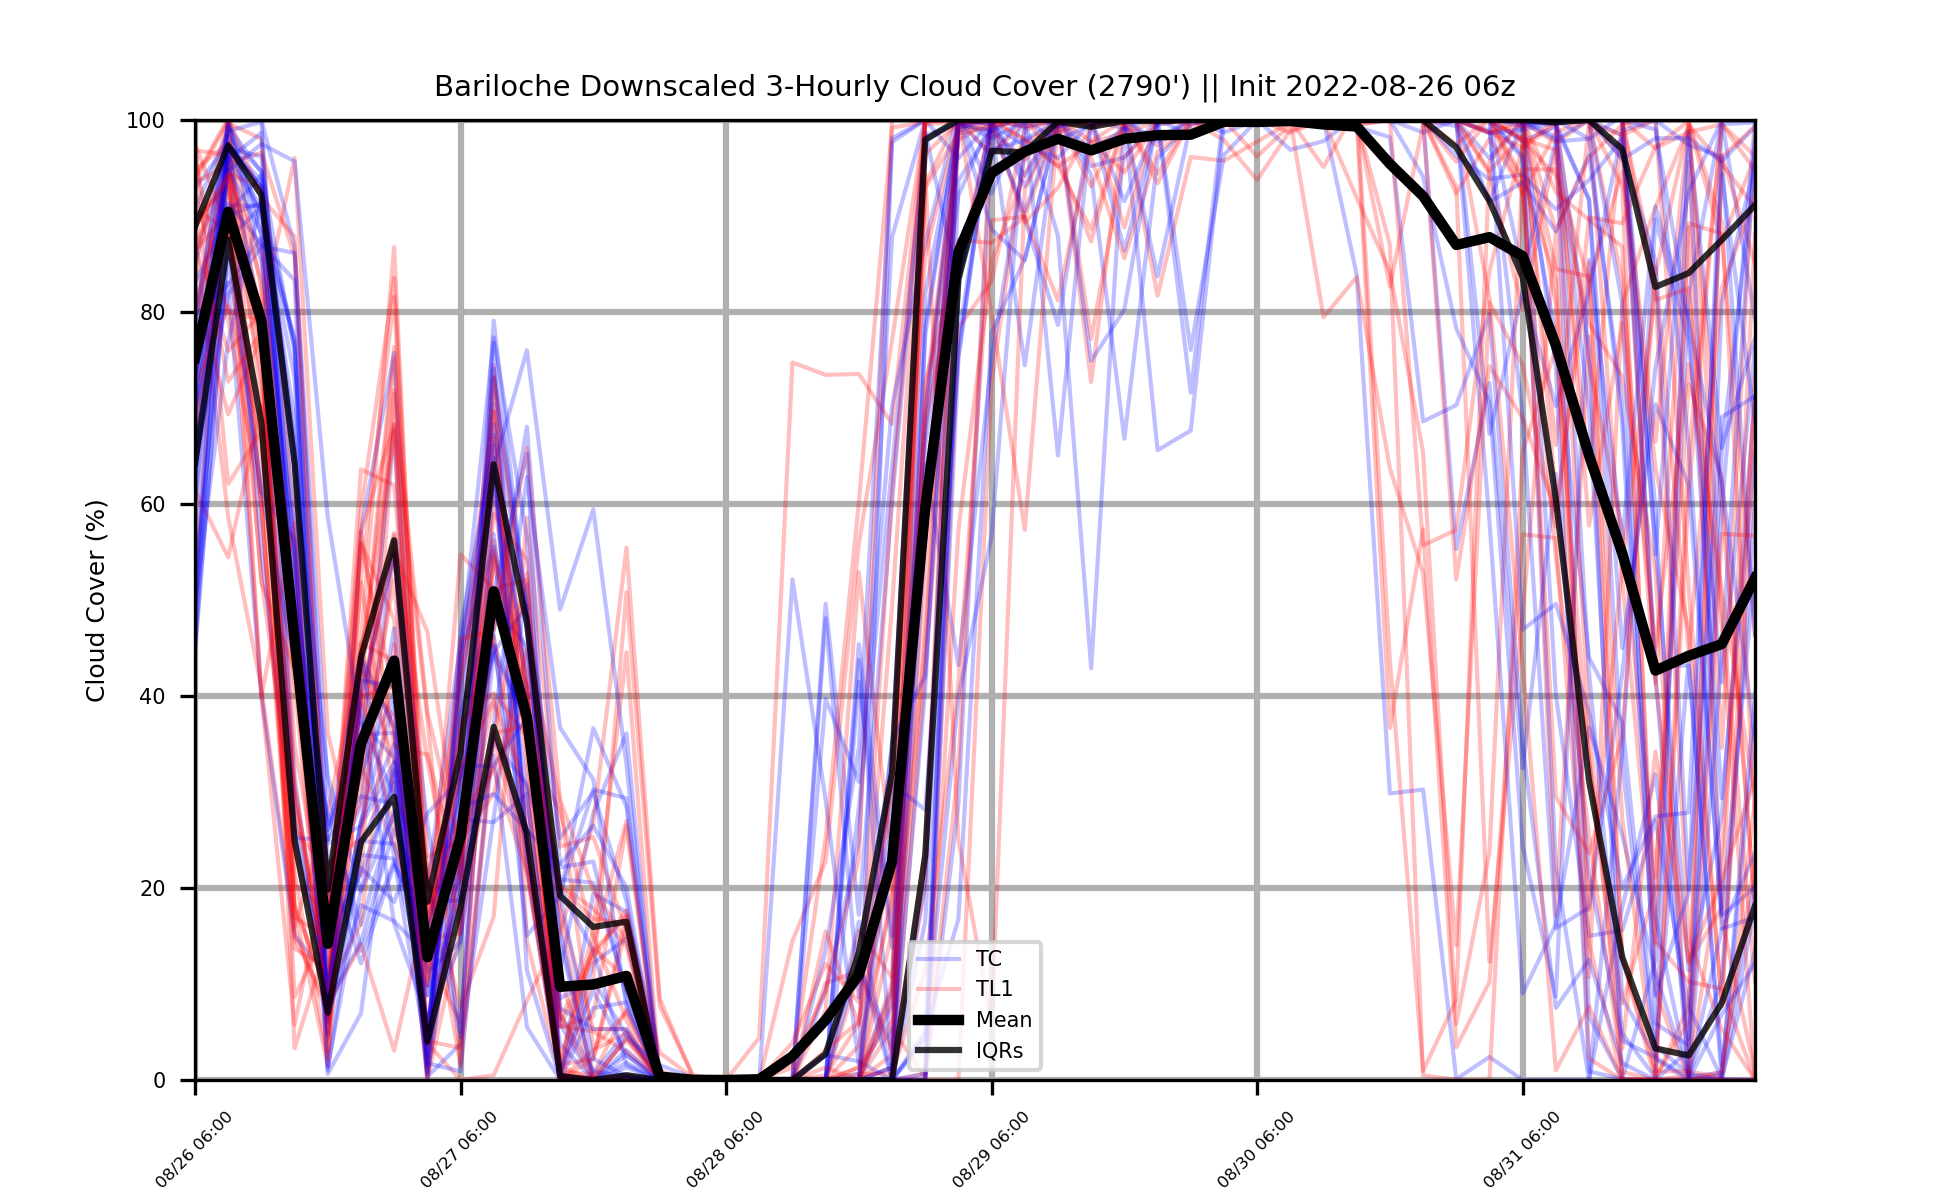 Bariloche Downscaled 3-Hourly Cloud Cover (2790') || Init 2022-08-26 06z
100
80
60
40
20
0
Cloud Cover (%)
TC
TL1
Mean
IQRs
08/26 06:00
08/27 06:00
08/28 06:00
08/29 06:00
08/30 06:00
08/31 06:00